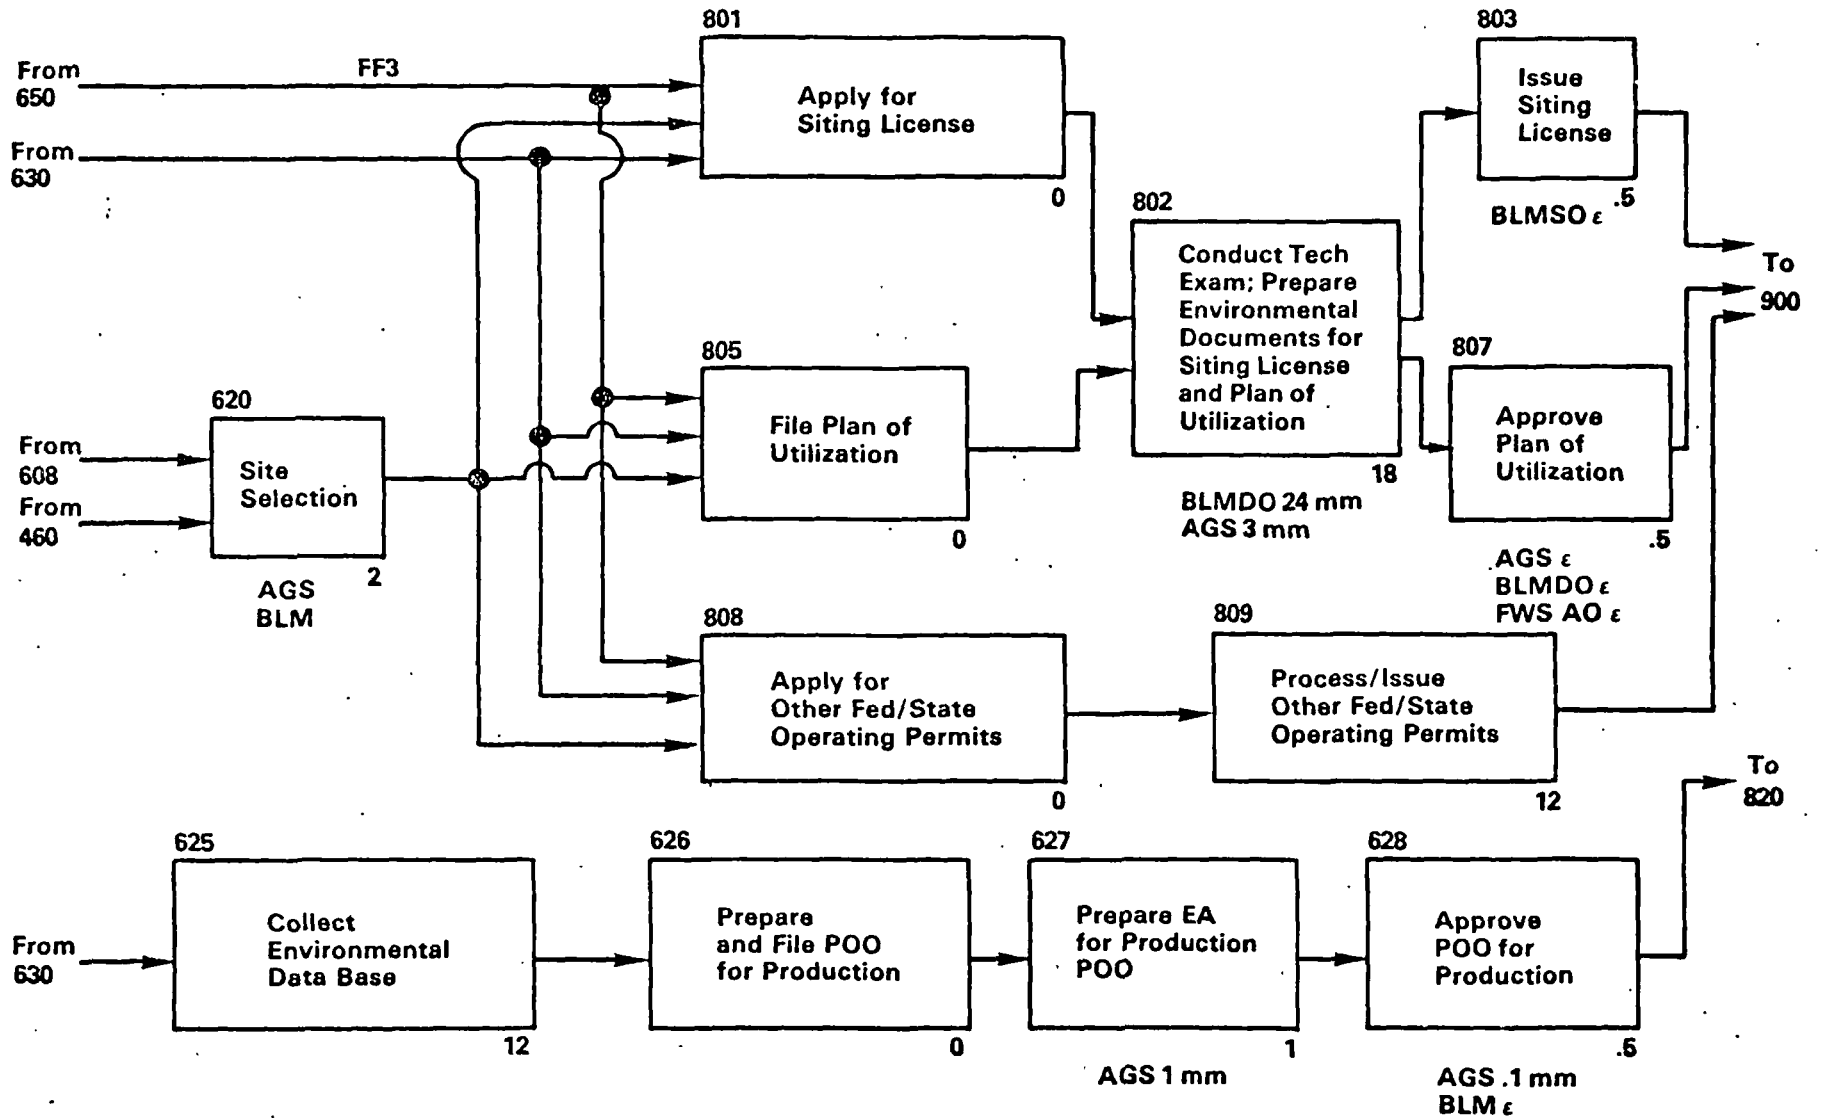 801
803
From
650
FF3
Apply for
Siting License
Issue
Siting
License
From
630
0
.5
BLMSO ε
802
Conduct Tech
Exam; Prepare
Environmental
Documents for
Siting License
and Plan of
Utilization
18
BLMDO 24 mm
AGS 3 mm
To
900
805
File Plan of
Utilization
0
807
Approve
Plan of
Utilization
.5
AGS ε
BLMDO ε
FWS AO ε
620
From
608
From
460
Site
Selection
2
AGS
BLM
808
Apply for
Other Fed/State
Operating Permits
0
809
Process/Issue
Other Fed/State
Operating Permits
12
To
820
625
From
630
Collect
Environmental
Data Base
12
626
Prepare
and File POO
for Production
0
627
Prepare EA
for Production
POO
1
AGS 1 mm
628
Approve
POO for
Production
.5
AGS .1 mm
BLM ε